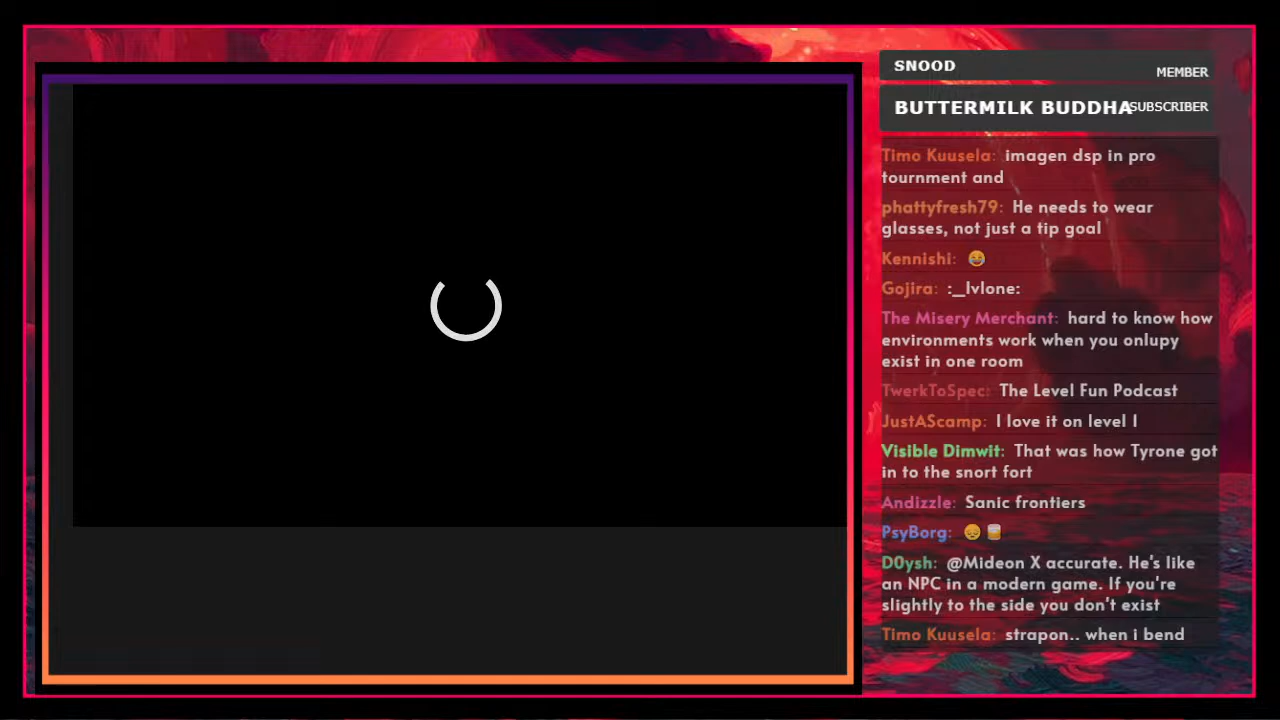 SNOOD
MEMBER
BUTTERMILK BUDDHA SUBSCRIBER
Timo Kuusela: imagen dsp in pro
tournment and
phattyfresh79: He needs to wear
glasses, not just a tip goal
Kennishi: 😂
Gojira: :_lvlone:
The Misery Merchant: hard to know how
environments work when you onlupy
exist in one room
TwerkToSpec: The Level Fun Podcast
JustAScamp: I love it on level 1
Visible Dimwit: That was how Tyrone got
in to the snort fort
Andizzle: Sanic frontiers
PsyBorg: 😔🥃
D0ysh: @Mideon X accurate. He's like
an NPC in a modern game. If you're
slightly to the side you don't exist
Timo Kuusela: strapon.. when i bend